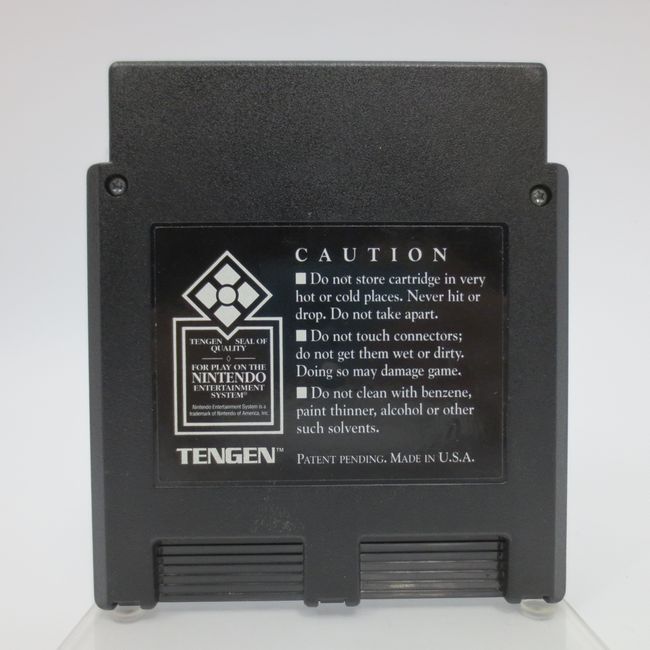 CAUTION
■ Do not store cartridge in very
hot or cold places. Never hit or
drop. Do not take apart.
■ Do not touch connectors;
do not get them wet or dirty.
Doing so may damage game.
■ Do not clean with benzene,
paint thinner, alcohol or other
such solvents.
PATENT PENDING. MADE IN U.S.A.
TENGEN SEAL OF
QUALITY
FOR PLAY ON THE
NINTENDO
ENTERTAINMENT
SYSTEM®
Nintendo Entertainment System is a
trademark of Nintendo of America, Inc.
TENGEN™